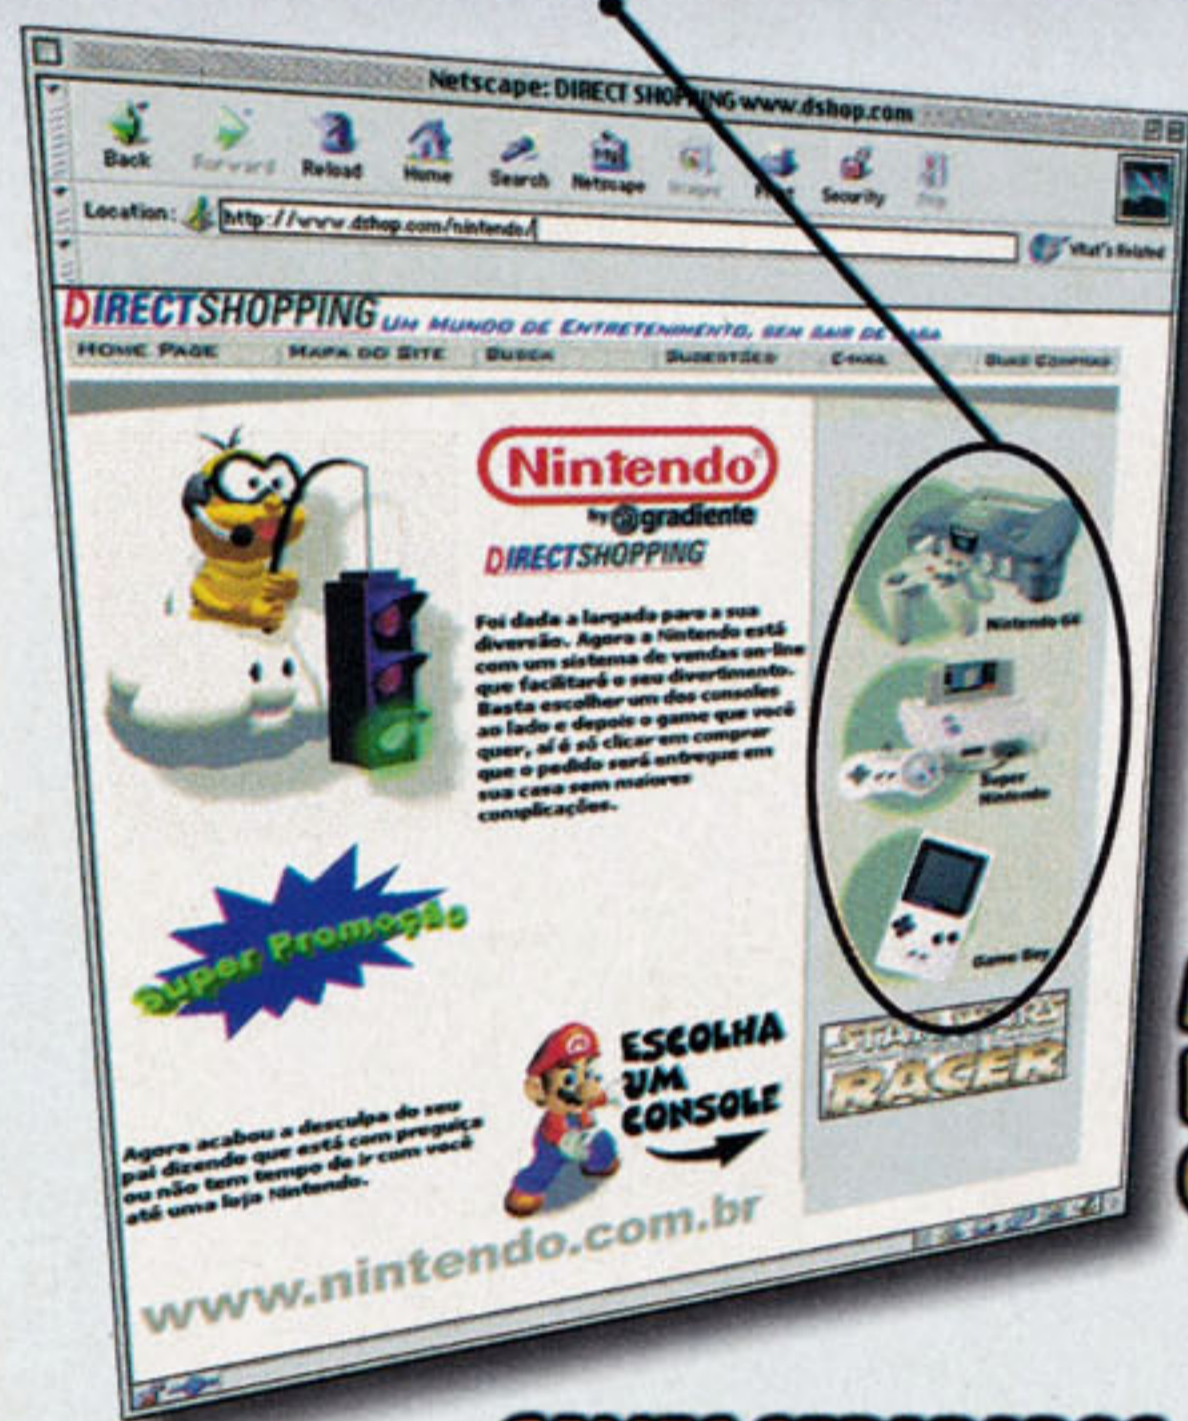 Netscape: DIRECT SHOPPING www.dshop.com
Back Forward Reload Home Search Netscape Images Print Security Stop
Location: http://www.dshop.com/nintendo/ What's Related
DIRECTSHOPPING UM MUNDO DE ENTRETENIMENTO, SEM SAIR DE CASA
HOME PAGE MAPA DO SITE BUSCA SUGESTÕES E-MAIL SUAS COMPRAS
Nintendo
by gradiente
DIRECTSHOPPING
Foi dada a largada para a sua
diversão. Agora a Nintendo está
com um sistema de vendas on-line
que facilitará o seu divertimento.
Basta escolher um dos consoles
ao lado e depois o game que você
quer, aí é só clicar em comprar
que o pedido será entregue em
sua casa sem maiores
complicações.
Nintendo 64
Super
Nintendo
Game Boy
Super Promoção
STAR WARS
RACER
ESCOLHA
UM
CONSOLE
Agora acabou a desculpa do seu
pai dizendo que está com preguiça
ou não tem tempo de ir com você
até uma loja Nintendo.
www.nintendo.com.br